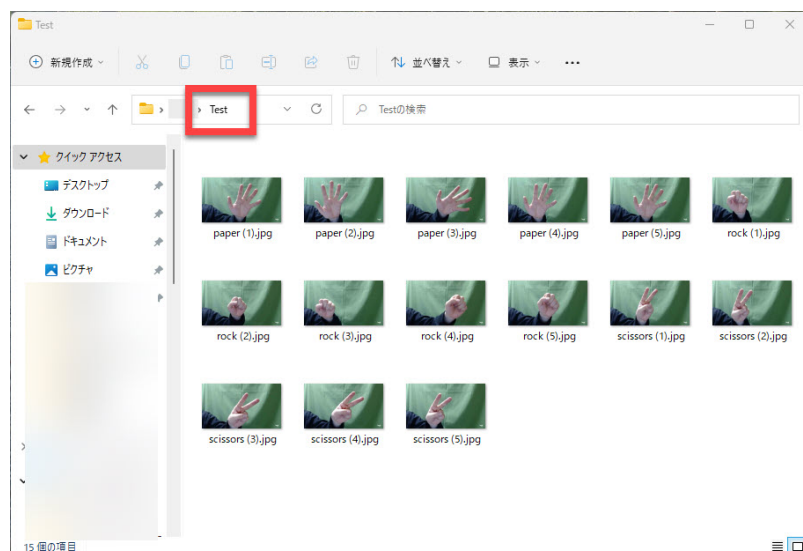 Test
新規作成
並べ替え
表示
Test
Testの検索
クイック アクセス
デスクトップ
ダウンロード
ドキュメント
ピクチャ
paper (1).jpg
paper (2).jpg
paper (3).jpg
paper (4).jpg
paper (5).jpg
rock (1).jpg
rock (2).jpg
rock (3).jpg
rock (4).jpg
rock (5).jpg
scissors (1).jpg
scissors (2).jpg
scissors (3).jpg
scissors (4).jpg
scissors (5).jpg
15 個の項目